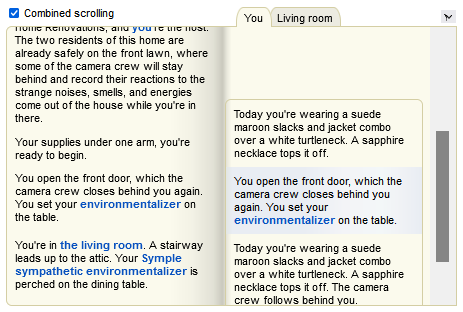 Combined scrolling
You
Living room
home Renovations, and you're the host.
The two residents of this home are
already safely on the front lawn, where
some of the camera crew will stay
behind and record their reactions to the
strange noises, smells, and energies
come out of the house while you're in
there.
Your supplies under one arm, you're
ready to begin.
You open the front door, which the
camera crew closes behind you again.
You set your environmentalizer on
the table.
You're in the living room. A stairway
leads up to the attic. Your Symple
sympathetic environmentalizer is
perched on the dining table.
Today you're wearing a suede
maroon slacks and jacket combo
over a white turtleneck. A sapphire
necklace tops it off.
You open the front door, which the
camera crew closes behind you
again. You set your
environmentalizer on the table.
Today you're wearing a suede
maroon slacks and jacket combo
over a white turtleneck. A sapphire
necklace tops it off. The camera
crew follows behind you.